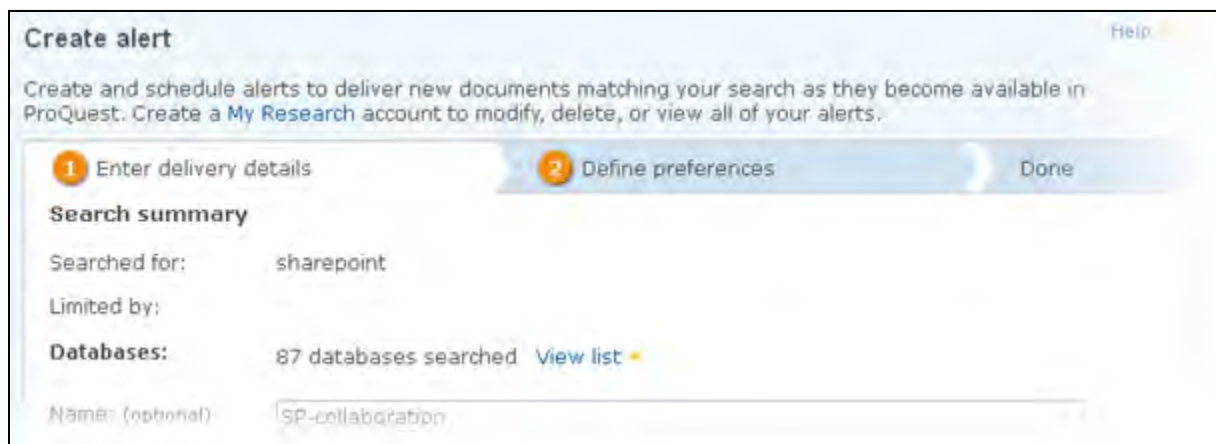 Create alert Help
Create and schedule alerts to deliver new documents matching your search as they become available in
ProQuest. Create a My Research account to modify, delete, or view all of your alerts.
1 Enter delivery details 2 Define preferences Done
Search summary
Searched for: sharepoint
Limited by:
Databases: 87 databases searched View list
Name: (optional) SP-collaboration